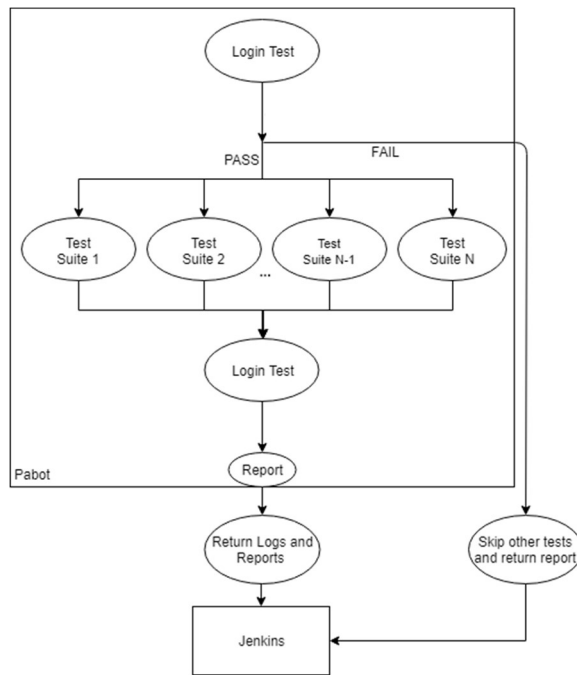 Login Test
PASS
FAIL
Test
Suite 1
Test
Suite 2
...
Test
Suite N-1
Test
Suite N
Login Test
Report
Pabot
Return Logs and
Reports
Skip other tests
and return report
Jenkins